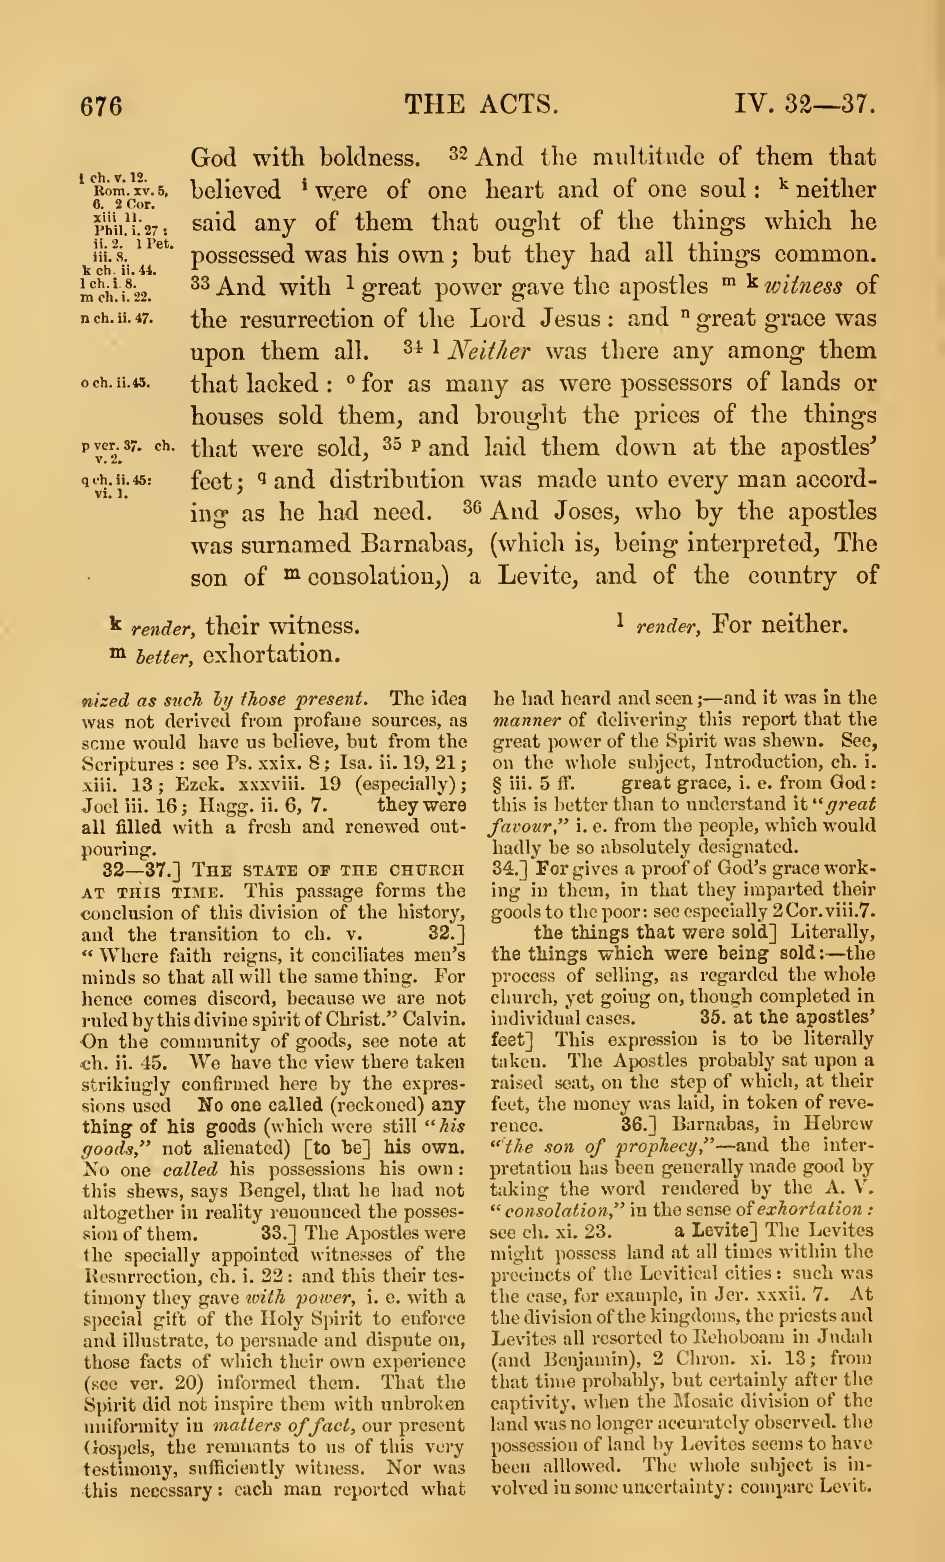 676 THE ACTS. IV. 32—37.
God with boldness. 32 And the multitude of them that
believed i were of one heart and of one soul : k neither
said any of them that ought of the things which he
possessed was his own ; but they had all things common.
33 And with l great power gave the apostles m k witness of
the resurrection of the Lord Jesus : and n great grace was
upon them all. 34 l Neither was there any among them
that lacked : o for as many as were possessors of lands or
houses sold them, and brought the prices of the things
that were sold, 35 p and laid them down at the apostles’
feet; q and distribution was made unto every man accord-
ing as he had need. 36 And Joses, who by the apostles
was surnamed Barnabas, (which is, being interpreted, The
son of m consolation,) a Levite, and of the country of
i ch. v. 12.
Rom. xv. 5,
6. 2 Cor.
xiii 11.
Phil. i. 27 :
ii. 2. 1 Pet.
iii. 8.
k ch. ii. 44.
l ch. i. 8.
m ch. i. 22.
n ch. ii. 47.
o ch. ii. 45.
p ver. 37. ch.
v. 2.
q ch. ii. 45:
vi. 1.
k render, their witness. l render, For neither.
m better, exhortation.
nized as such by those present. The idea
was not derived from profane sources, as
some would have us believe, but from the
Scriptures : see Ps. xxix. 8 ; Isa. ii. 19, 21 ;
xiii. 13 ; Ezek. xxxviii. 19 (especially) ;
Joel iii. 16 ; Hagg. ii. 6, 7. they were
all filled with a fresh and renewed out-
pouring.
32—37.] THE STATE OF THE CHURCH
AT THIS TIME. This passage forms the
conclusion of this division of the history,
and the transition to ch. v. 32.]
“ Where faith reigns, it conciliates men’s
minds so that all will the same thing. For
hence comes discord, because we are not
ruled by this divine spirit of Christ.” Calvin.
On the community of goods, see note at
ch. ii. 45. We have the view there taken
strikingly confirmed here by the expres-
sions used No one called (reckoned) any
thing of his goods (which were still “his
goods,” not alienated) [to be] his own.
No one called his possessions his own :
this shews, says Bengel, that he had not
altogether in reality renounced the posses-
sion of them. 33.] The Apostles were
the specially appointed witnesses of the
Resurrection, ch. i. 22 : and this their tes-
timony they gave with power, i. e. with a
special gift of the Holy Spirit to enforce
and illustrate, to persuade and dispute on,
those facts of which their own experience
(see ver. 20) informed them. That the
Spirit did not inspire them with unbroken
uniformity in matters of fact, our present
Gospels, the remnants to us of this very
testimony, sufficiently witness. Nor was
this necessary : each man reported what
he had heard and seen ;—and it was in the
manner of delivering this report that the
great power of the Spirit was shewn. See,
on the whole subject, Introduction, ch. i.
§ iii. 5 ff. great grace, i. e. from God :
this is better than to understand it “great
favour,” i. e. from the people, which would
hadly be so absolutely designated.
34.] For gives a proof of God’s grace work-
ing in them, in that they imparted their
goods to the poor: see especially 2 Cor. viii. 7.
the things that were sold] Literally,
the things which were being sold:—the
process of selling, as regarded the whole
church, yet going on, though completed in
individual cases. 35. at the apostles’
feet] This expression is to be literally
taken. The Apostles probably sat upon a
raised seat, on the step of which, at their
feet, the money was laid, in token of reve-
rence. 36.] Barnabas, in Hebrew
“the son of prophecy,”—and the inter-
pretation has been generally made good by
taking the word rendered by the A. V.
“consolation,” in the sense of exhortation :
see ch. xi. 23. a Levite] The Levites
might possess land at all times within the
precincts of the Levitical cities : such was
the case, for example, in Jer. xxxii. 7. At
the division of the kingdoms, the priests and
Levites all resorted to Rehoboam in Judah
(and Benjamin), 2 Chron. xi. 13 ; from
that time probably, but certainly after the
captivity, when the Mosaic division of the
land was no longer accurately observed. the
possession of land by Levites seems to have
been alllowed. The whole subject is in-
volved in some uncertainty: compare Levit.